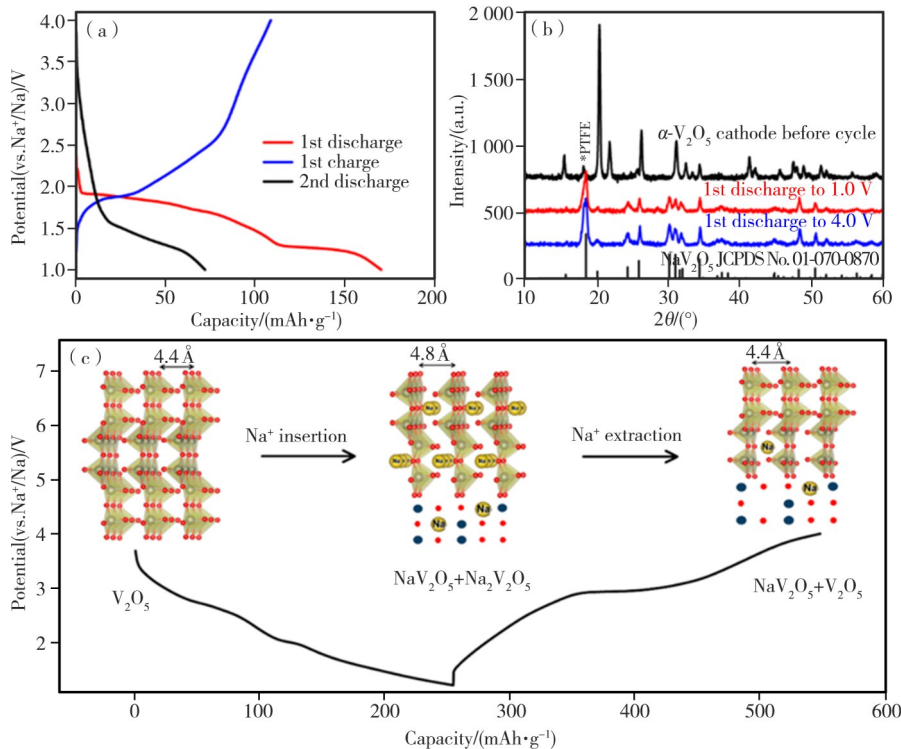 (a)
4.0
3.5
3.0
2.5
2.0
1.5
1.0
Potential(vs.Na⁺/Na)/V
1st discharge
1st charge
2nd discharge
0
50
100
150
200
Capacity/(mAh•g⁻¹)
(b)
2 000
1 500
1 000
500
0
Intensity/(a.u.)
*PTFE
α-V₂O₅ cathode before cycle
1st discharge to 1.0 V
1st discharge to 4.0 V
NaV₂O₅ JCPDS No. 01-070-0870
10
20
30
40
50
60
2θ/(°)
(c)
7
6
5
4
3
2
Potential(vs.Na⁺/Na)/V
4.4 Å
4.8 Å
4.4 Å
Na⁺ insertion
Na⁺ extraction
Na
Na
Na
Na
V₂O₅
NaV₂O₅+Na₂V₂O₅
NaV₂O₅+V₂O₅
0
100
200
300
400
500
600
Capacity/(mAh•g⁻¹)